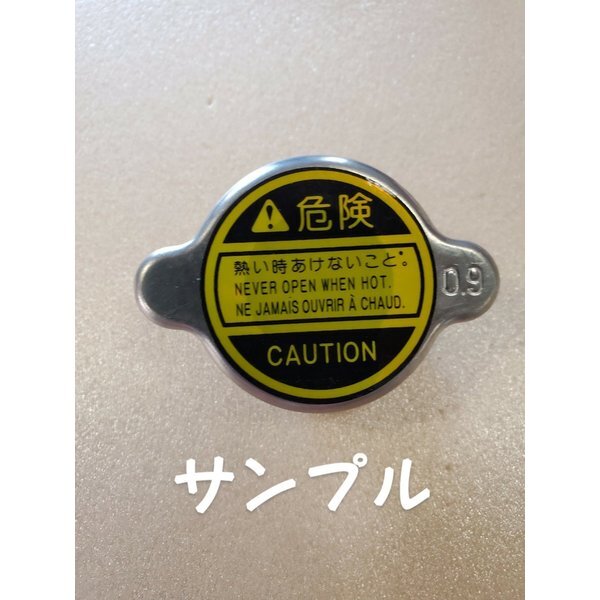 危険
熱い時あけないこと。
NEVER OPEN WHEN HOT.
NE JAMAIS OUVRIR À CHAUD.
CAUTION
0.9
サンプル